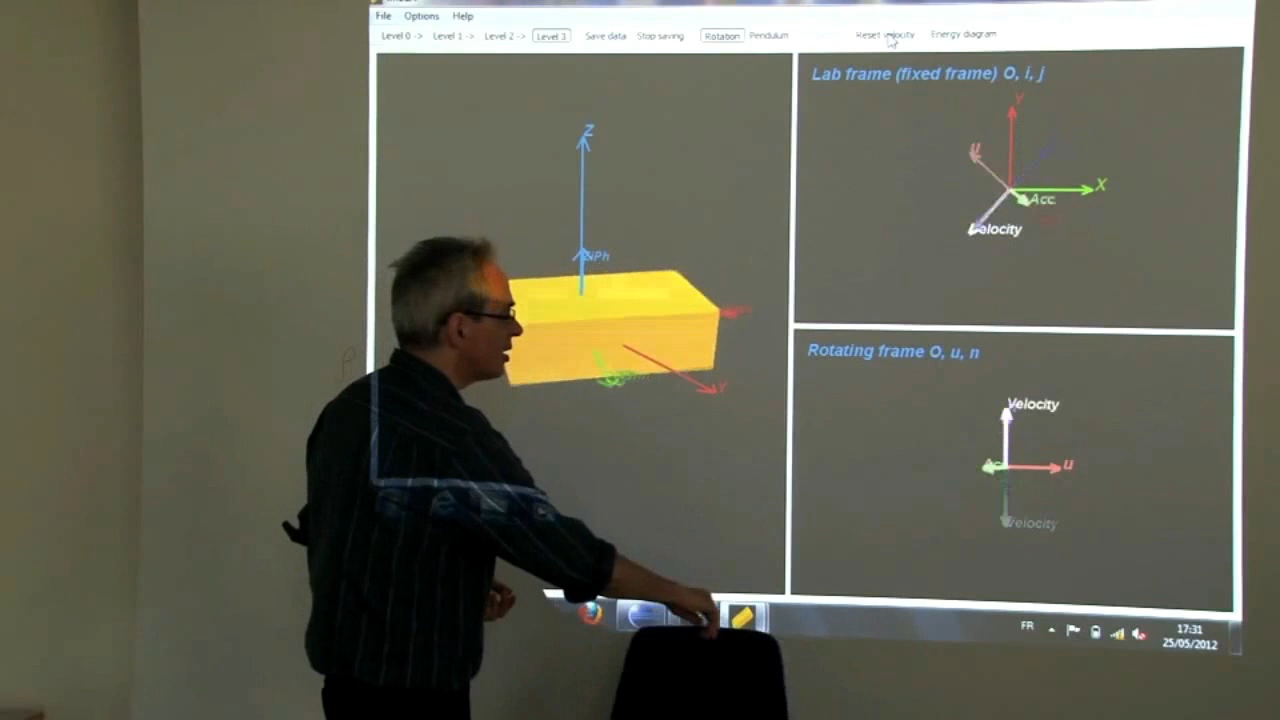 File Options Help
Level 0 -> Level 1 -> Level 2 -> Level 3 Save data Stop saving Rotation Pendulum Reset velocity Energy diagram
Z
Y
Lab frame (fixed frame) O, i, j
Y
u
X
Acc.
Velocity
Rotating frame O, u, n
Velocity
u
Velocity
FR
17:31
25/05/2012